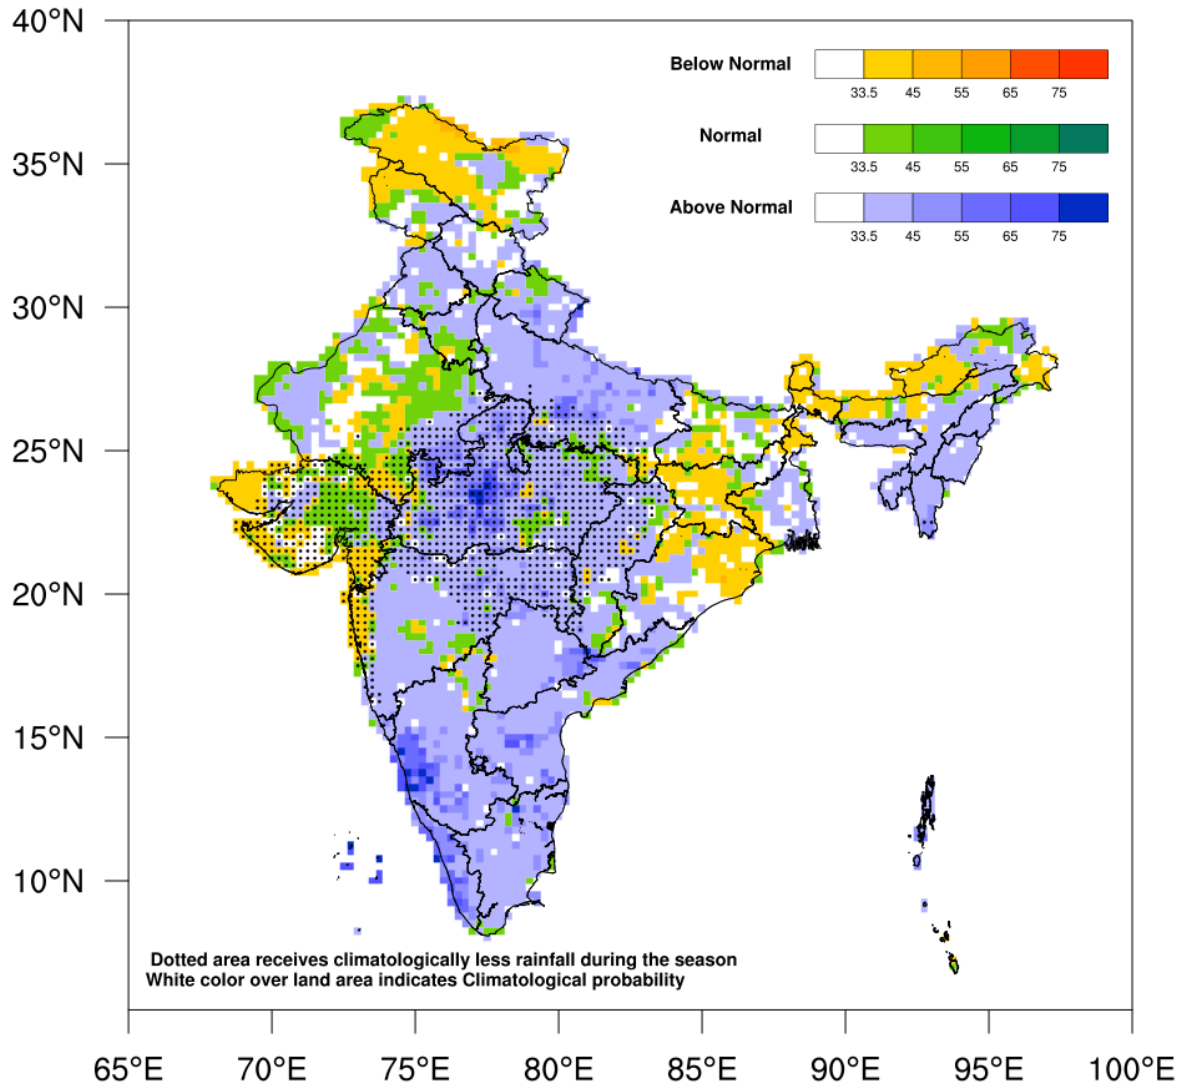 40°N
Below Normal
33.5 45 55 65 75
Normal
33.5 45 55 65 75
35°N
Above Normal
33.5 45 55 65 75
30°N
25°N
20°N
15°N
10°N
Dotted area receives climatologically less rainfall during the season
White color over land area indicates Climatological probability
65°E 70°E 75°E 80°E 85°E 90°E 95°E 100°E